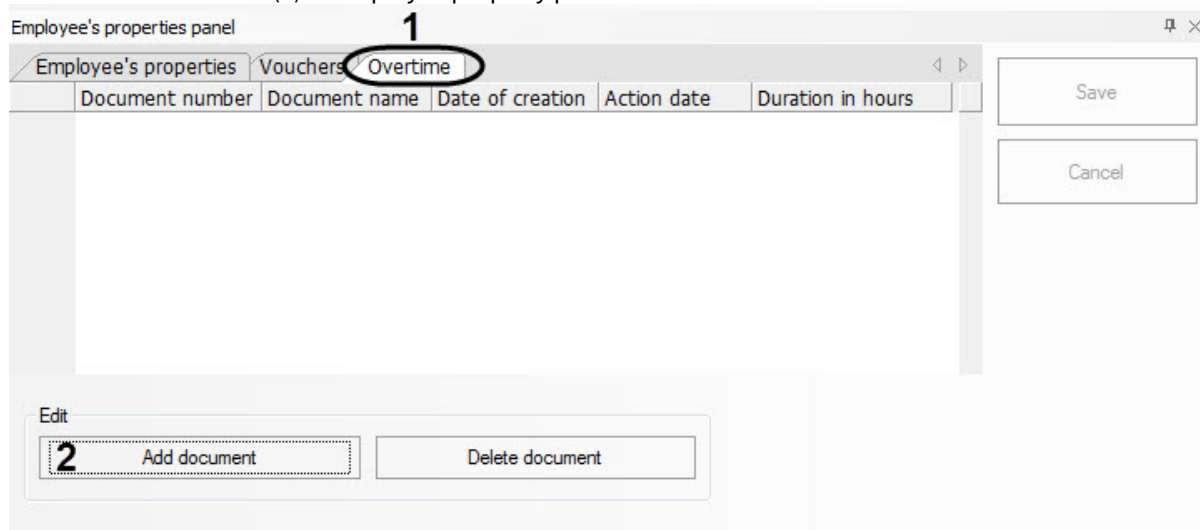 Employee's properties panel
1
Employee's properties Vouchers Overtime
Document number Document name Date of creation Action date Duration in hours
Save
Cancel
Edit
2 Add document Delete document